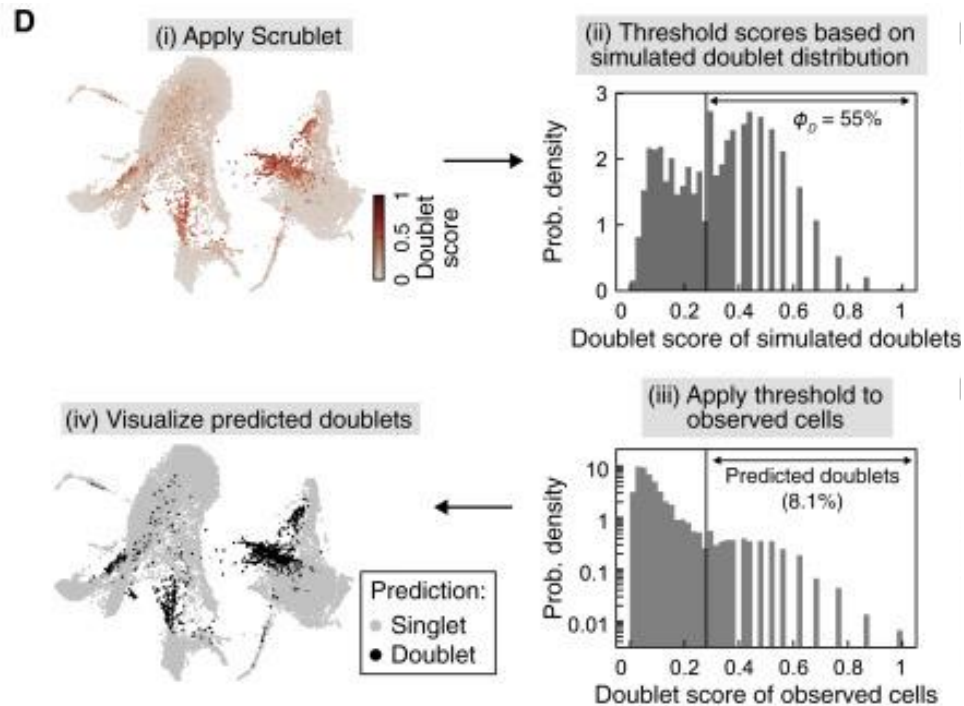 D
(i) Apply Scrublet
0 0.5 1
Doublet
score
(ii) Threshold scores based on
simulated doublet distribution
3
2
1
0
Prob. density
ϕD = 55%
0 0.2 0.4 0.6 0.8 1
Doublet score of simulated doublets
(iv) Visualize predicted doublets
Prediction:
Singlet
Doublet
(iii) Apply threshold to
observed cells
10
1
0.1
0.01
Prob. density
Predicted doublets
(8.1%)
0 0.2 0.4 0.6 0.8 1
Doublet score of observed cells